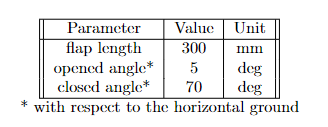 Parameter Value Unit
flap length 300 mm
opened angle* 5 deg
closed angle* 70 deg
* with respect to the horizontal ground